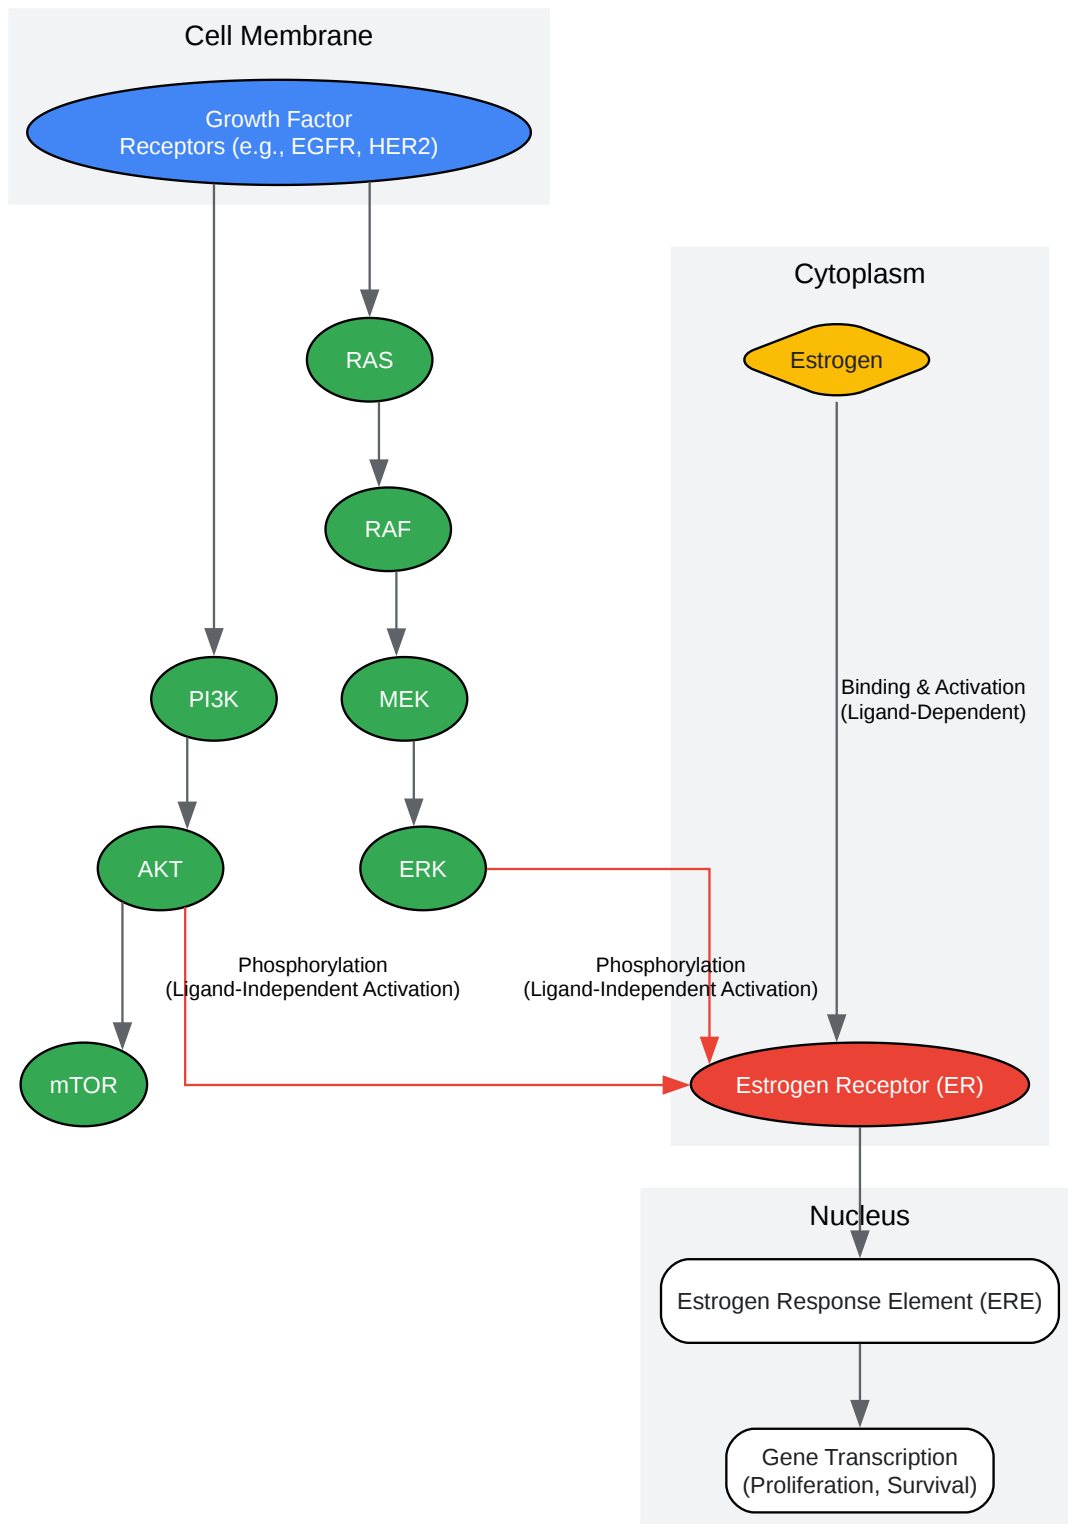 Cell Membrane
Growth Factor
Receptors (e.g., EGFR, HER2)
Cytoplasm
Estrogen
RAS
RAF
Binding & Activation
(Ligand-Dependent)
PI3K
MEK
AKT
ERK
Phosphorylation
(Ligand-Independent Activation)
Phosphorylation
(Ligand-Independent Activation)
mTOR
Estrogen Receptor (ER)
Nucleus
Estrogen Response Element (ERE)
Gene Transcription
(Proliferation, Survival)